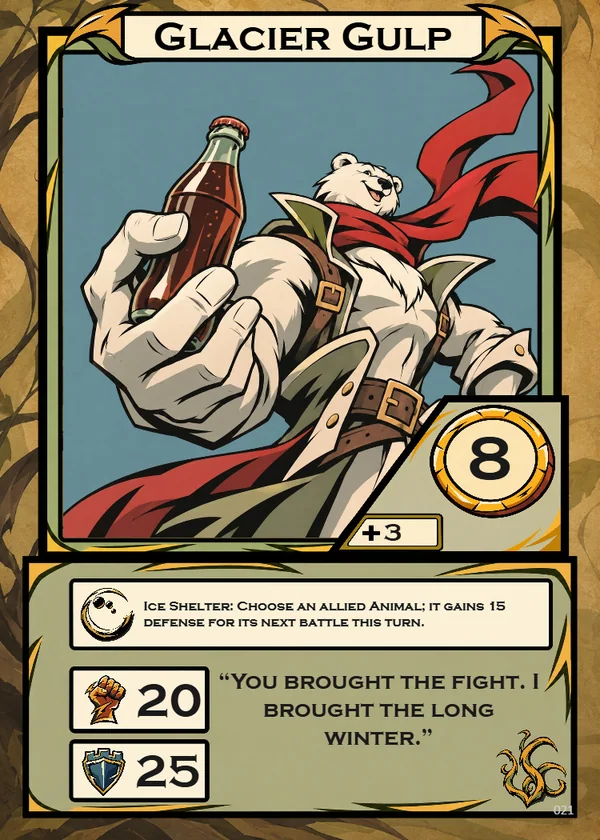 Glacier Gulp
8
+3
Ice Shelter: Choose an allied Animal; it gains 15
defense for its next battle this turn.
20
“You brought the fight. I
brought the long
winter.”
25
021